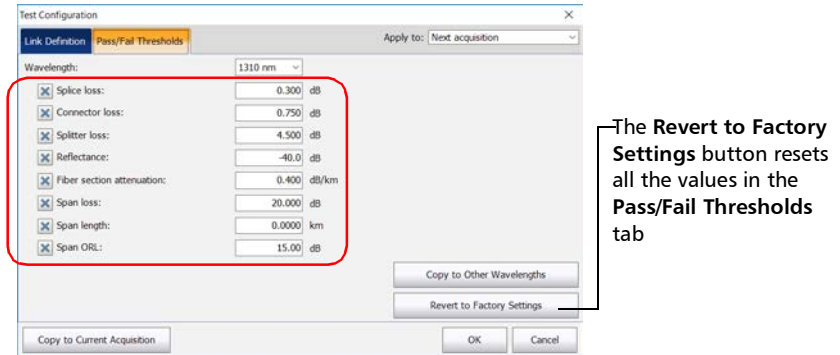 Test Configuration
Link Definition Pass/Fail Thresholds Apply to: Next acquisition
Wavelength: 1310 nm
Splice loss: 0.300 dB
Connector loss: 0.750 dB
Splitter loss: 4.500 dB
Reflectance: -40.0 dB
Fiber section attenuation: 0.400 dB/km
Span loss: 20.000 dB
Span length: 0.0000 km
Span ORL: 15.00 dB
Copy to Other Wavelengths
Revert to Factory Settings
Copy to Current Acquisition OK Cancel
The Revert to Factory
Settings button resets
all the values in the
Pass/Fail Thresholds
tab